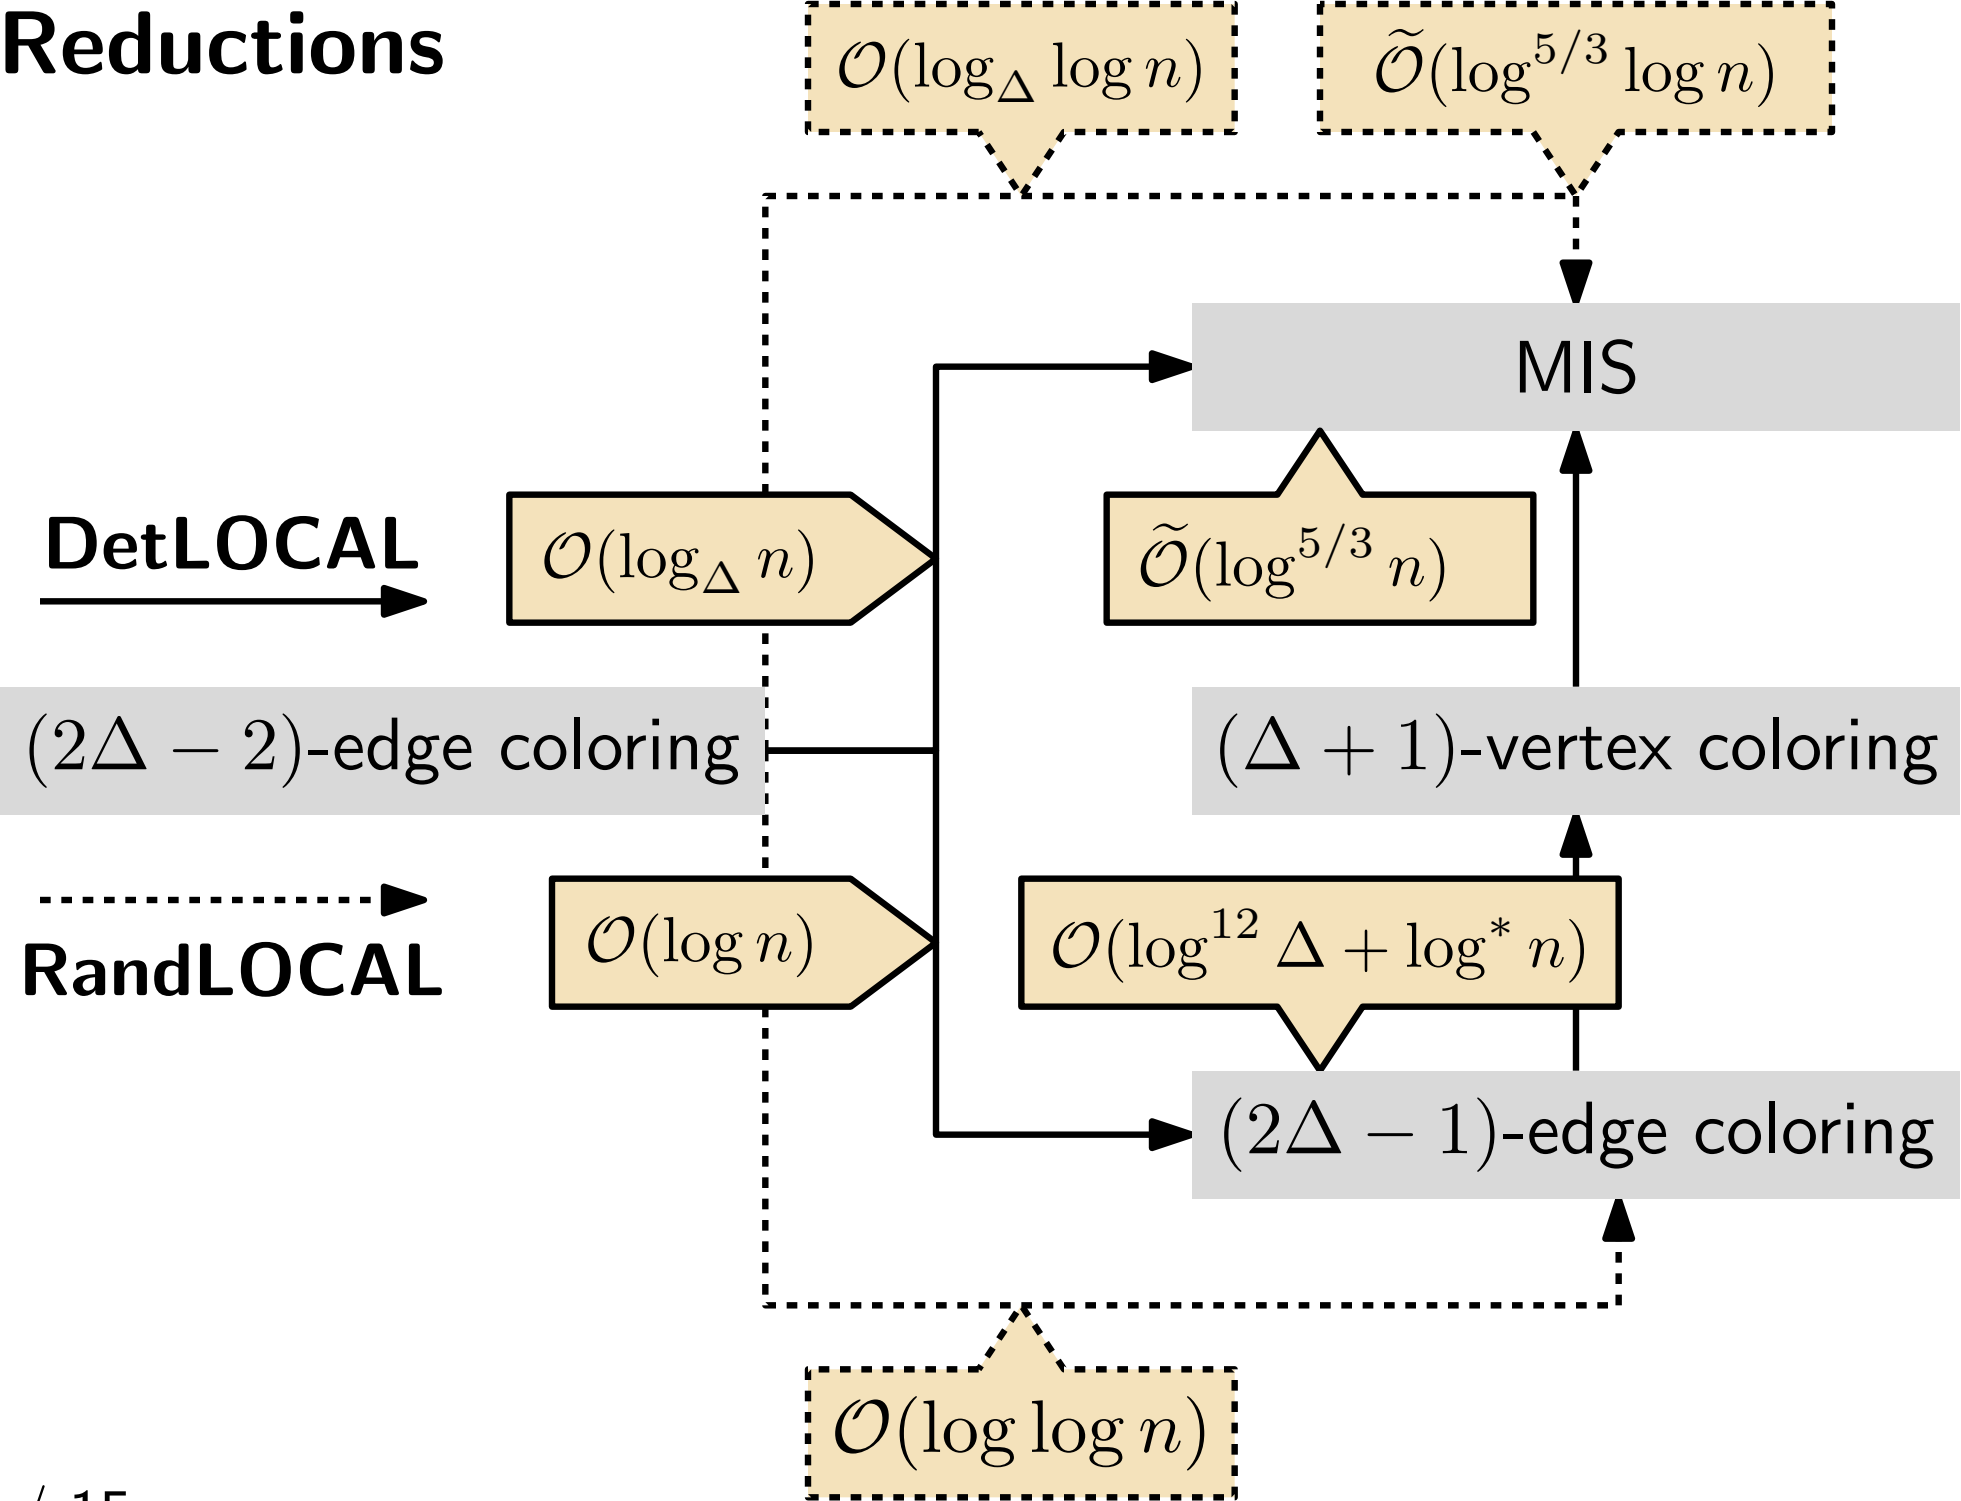 Reductions
𝒪(log_Δ log n)
𝒪̃(log^{5/3} log n)
MIS
DetLOCAL
𝒪(log_Δ n)
𝒪̃(log^{5/3} n)
(2Δ − 2)-edge coloring
(Δ + 1)-vertex coloring
RandLOCAL
𝒪(log n)
𝒪(log^{12} Δ + log^* n)
(2Δ − 1)-edge coloring
𝒪(log log n)
/ 15